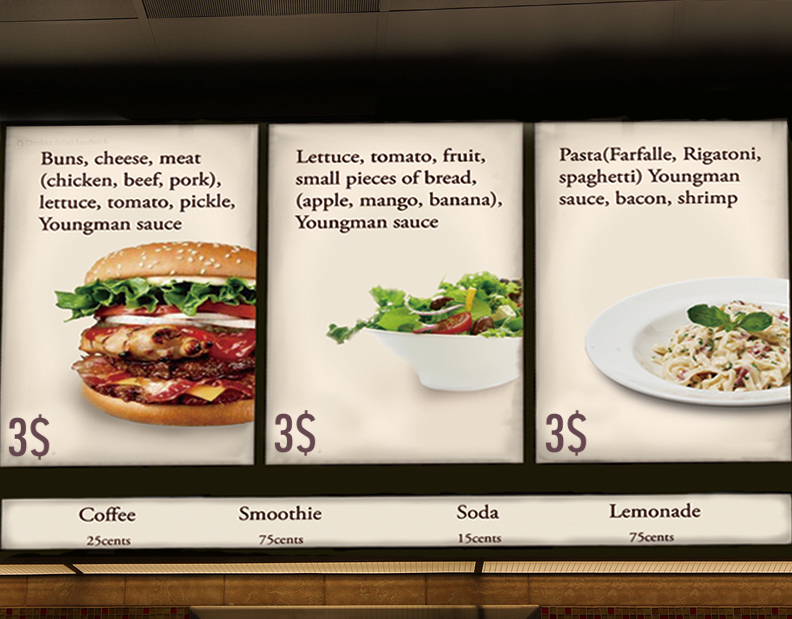 Buns, cheese, meat
(chicken, beef, pork),
lettuce, tomato, pickle,
Youngman sauce
3$
Lettuce, tomato, fruit,
small pieces of bread,
(apple, mango, banana),
Youngman sauce
3$
Pasta(Farfalle, Rigatoni,
spaghetti) Youngman
sauce, bacon, shrimp
3$
Coffee
25cents
Smoothie
75cents
Soda
15cents
Lemonade
75cents